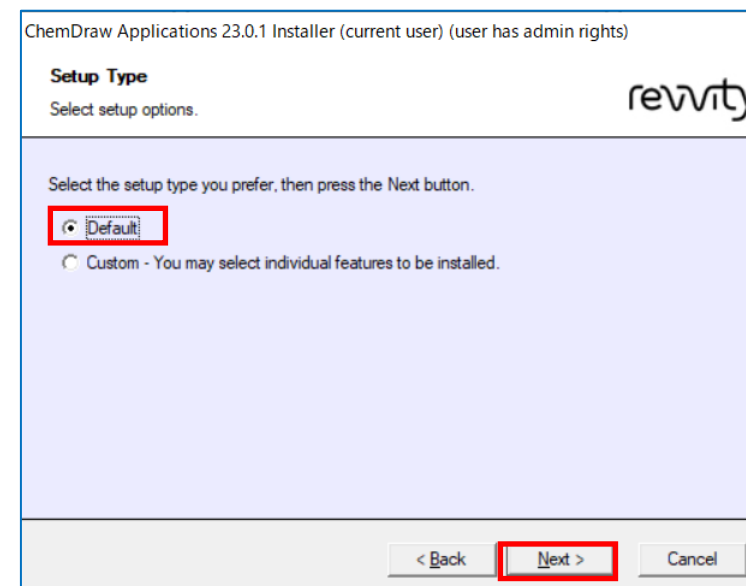 ChemDraw Applications 23.0.1 Installer (current user) (user has admin rights)
Setup Type
Select setup options.
revvity
Select the setup type you prefer, then press the Next button.
Default
Custom - You may select individual features to be installed.
< Back
Next >
Cancel